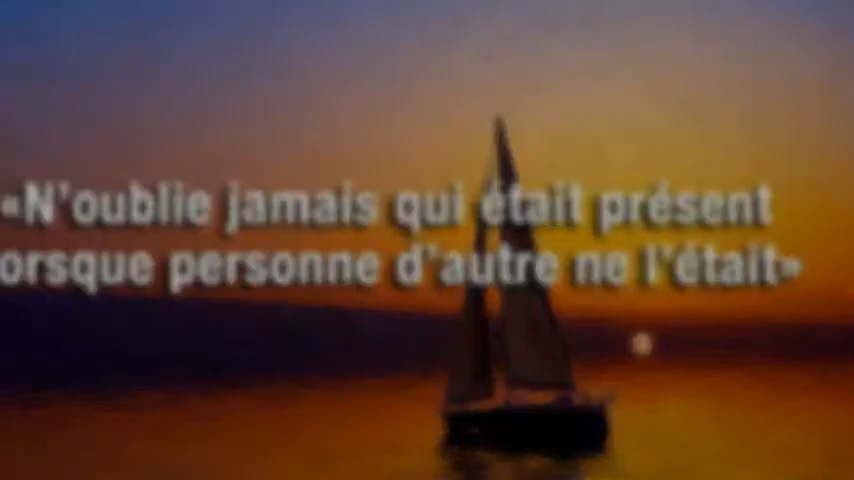 «N'oublie jamais qui était présent
orsque personne d'autre ne l'était»